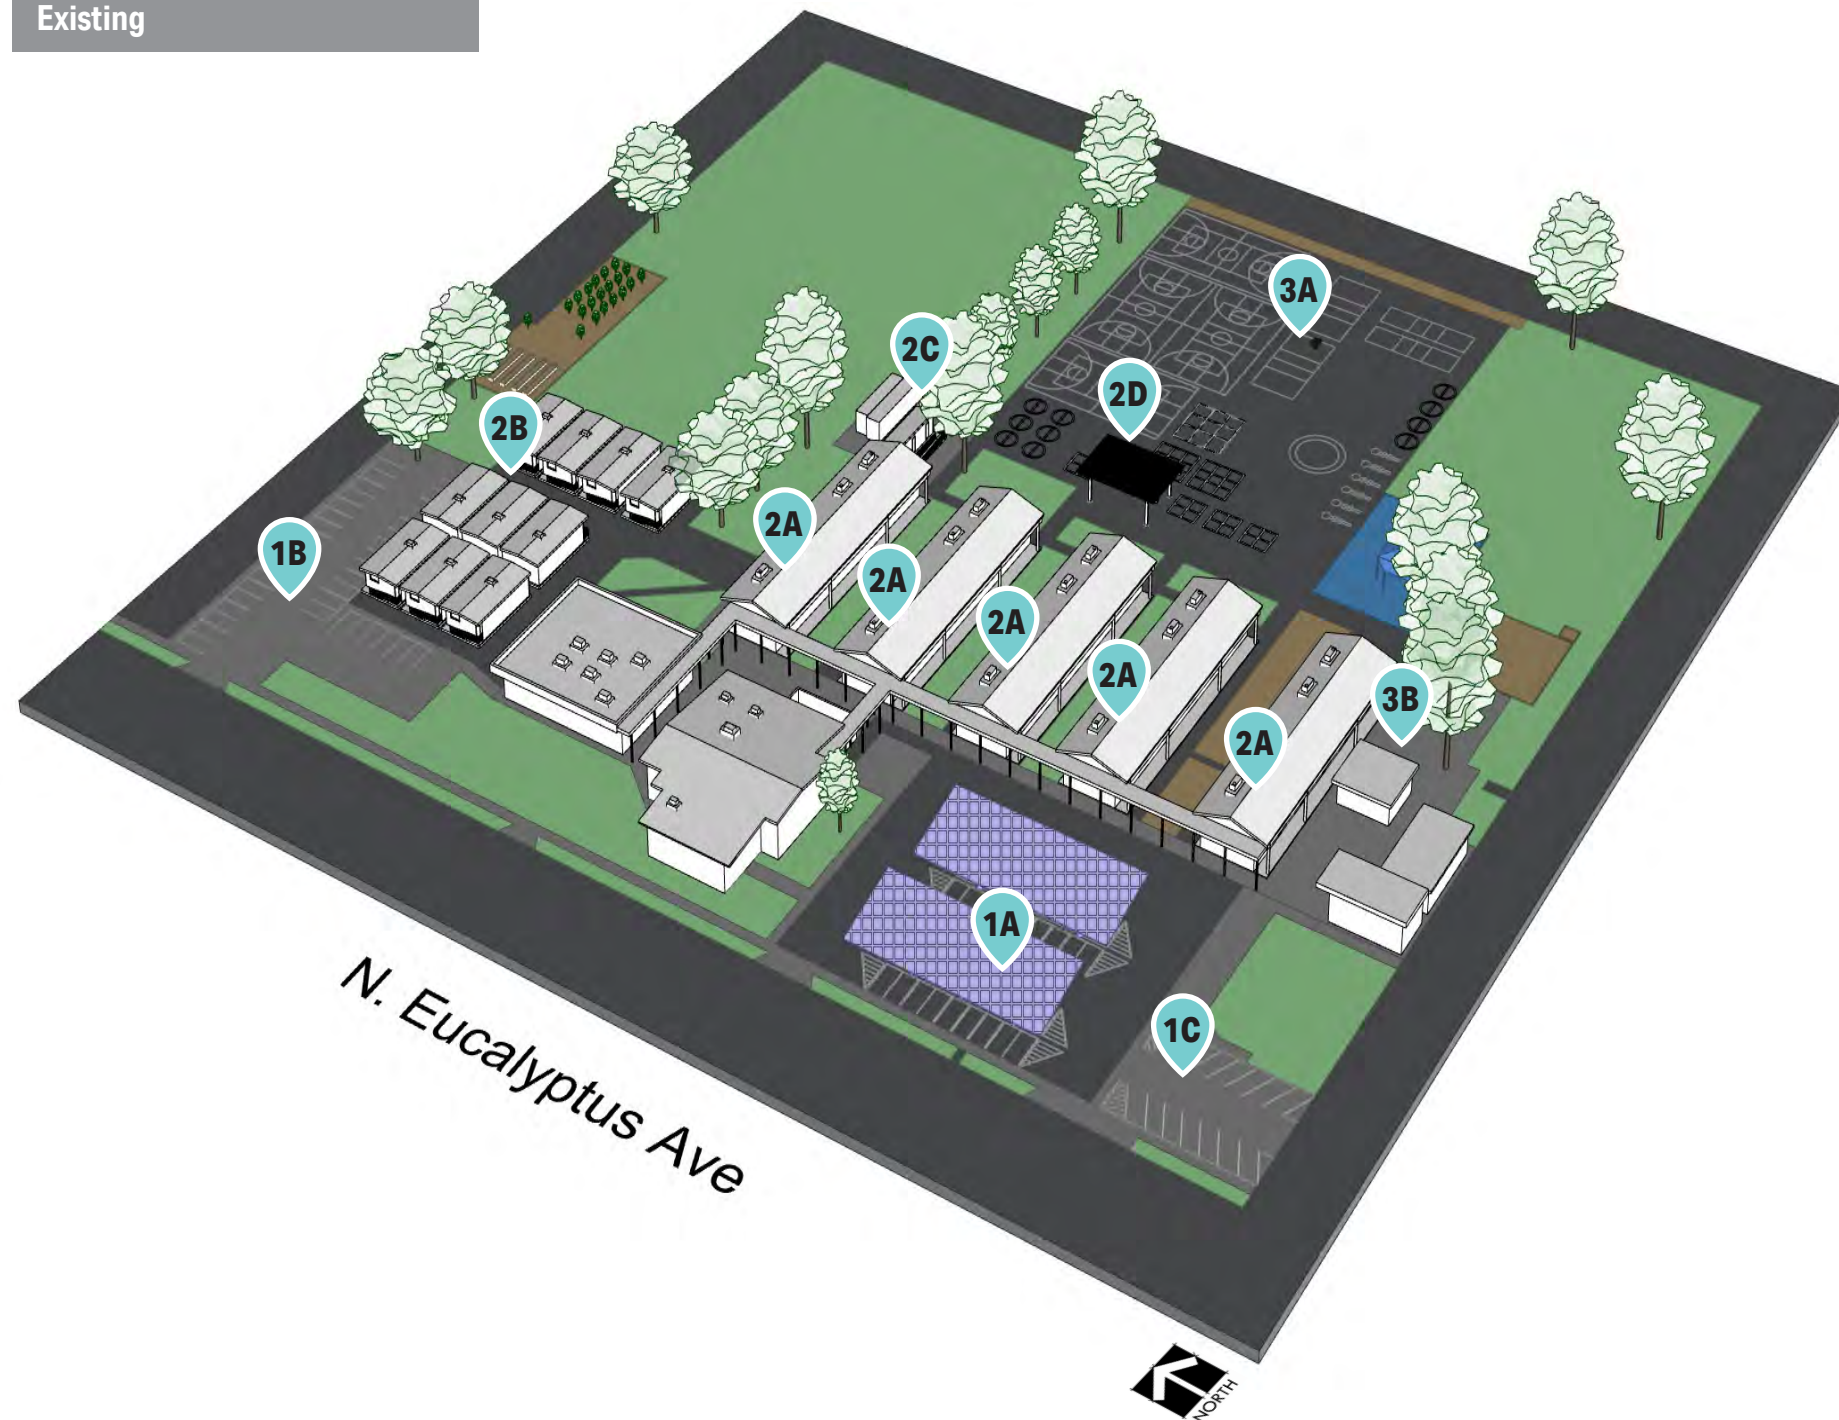 Existing
3A
2C
2D
2B
2A
1B
2A
2A
2A
3B
2A
1A
1C
N. Eucalyptus Ave
NORTH